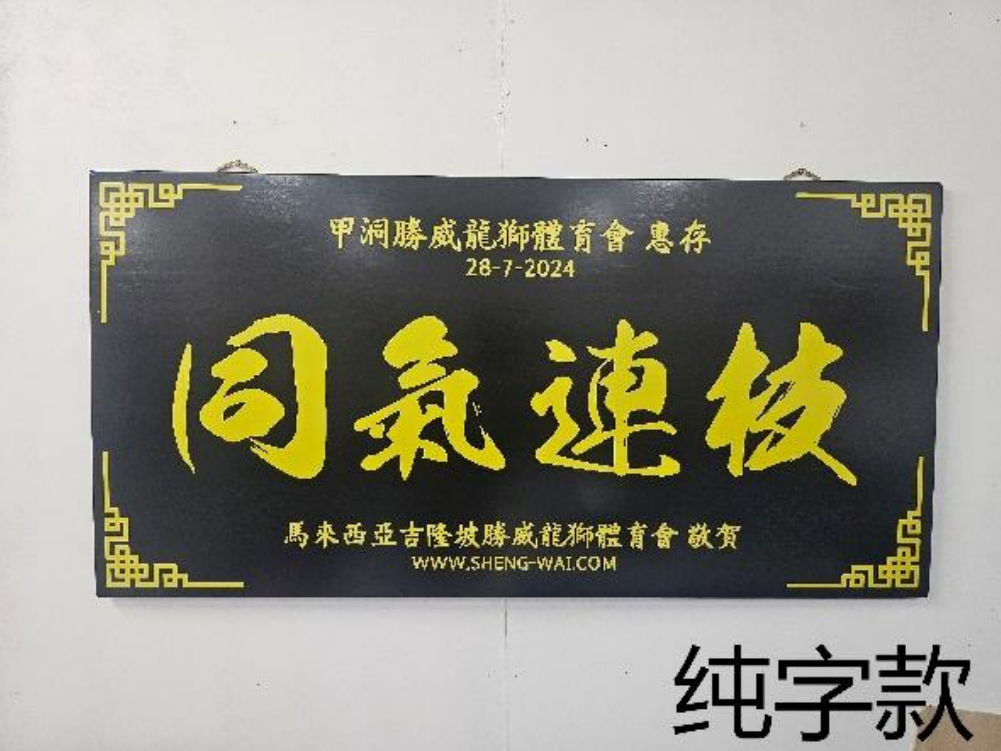 甲洞勝威龍獅體育會 惠存
28-7-2024
同氣連枝
馬來西亞吉隆坡勝威龍獅體育會 敬賀
WWW.SHENG-WAI.COM
纯字款